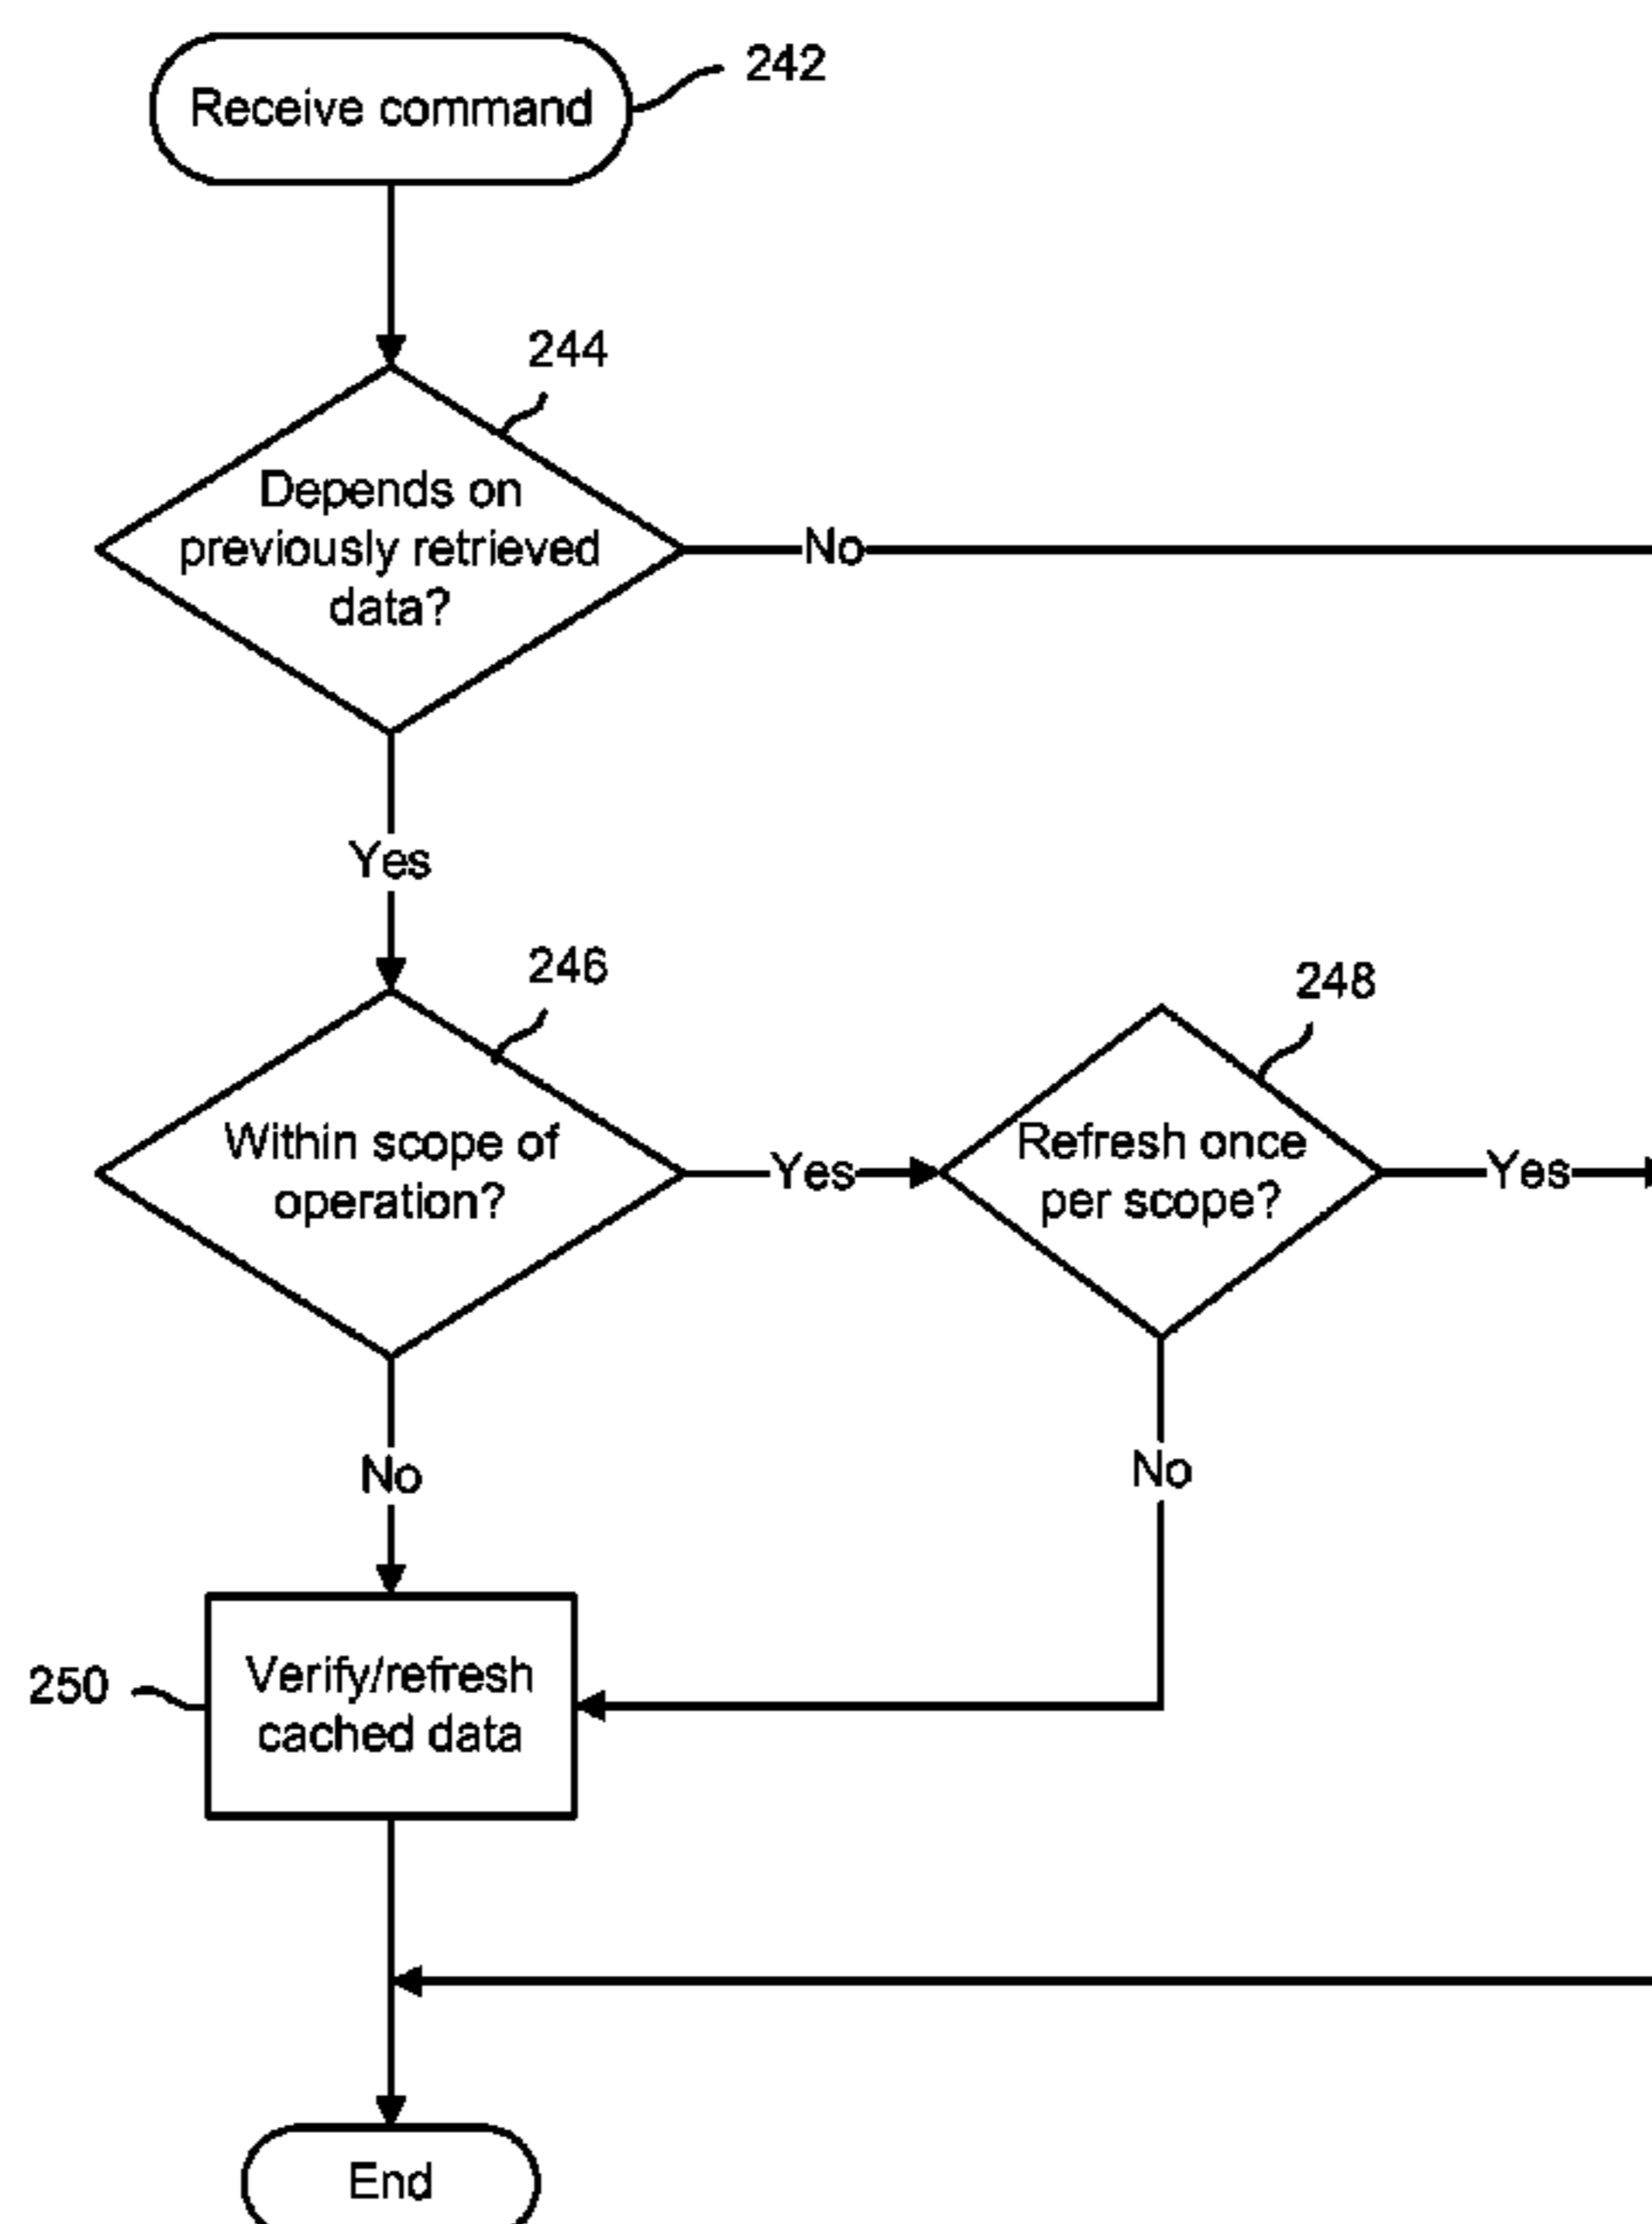 Receive command
242
244
Depends on
previously retrieved
data?
No
Yes
246
248
Within scope of
operation?
Yes
Refresh once
per scope?
Yes
No
No
250
Verify/refresh
cached data
End